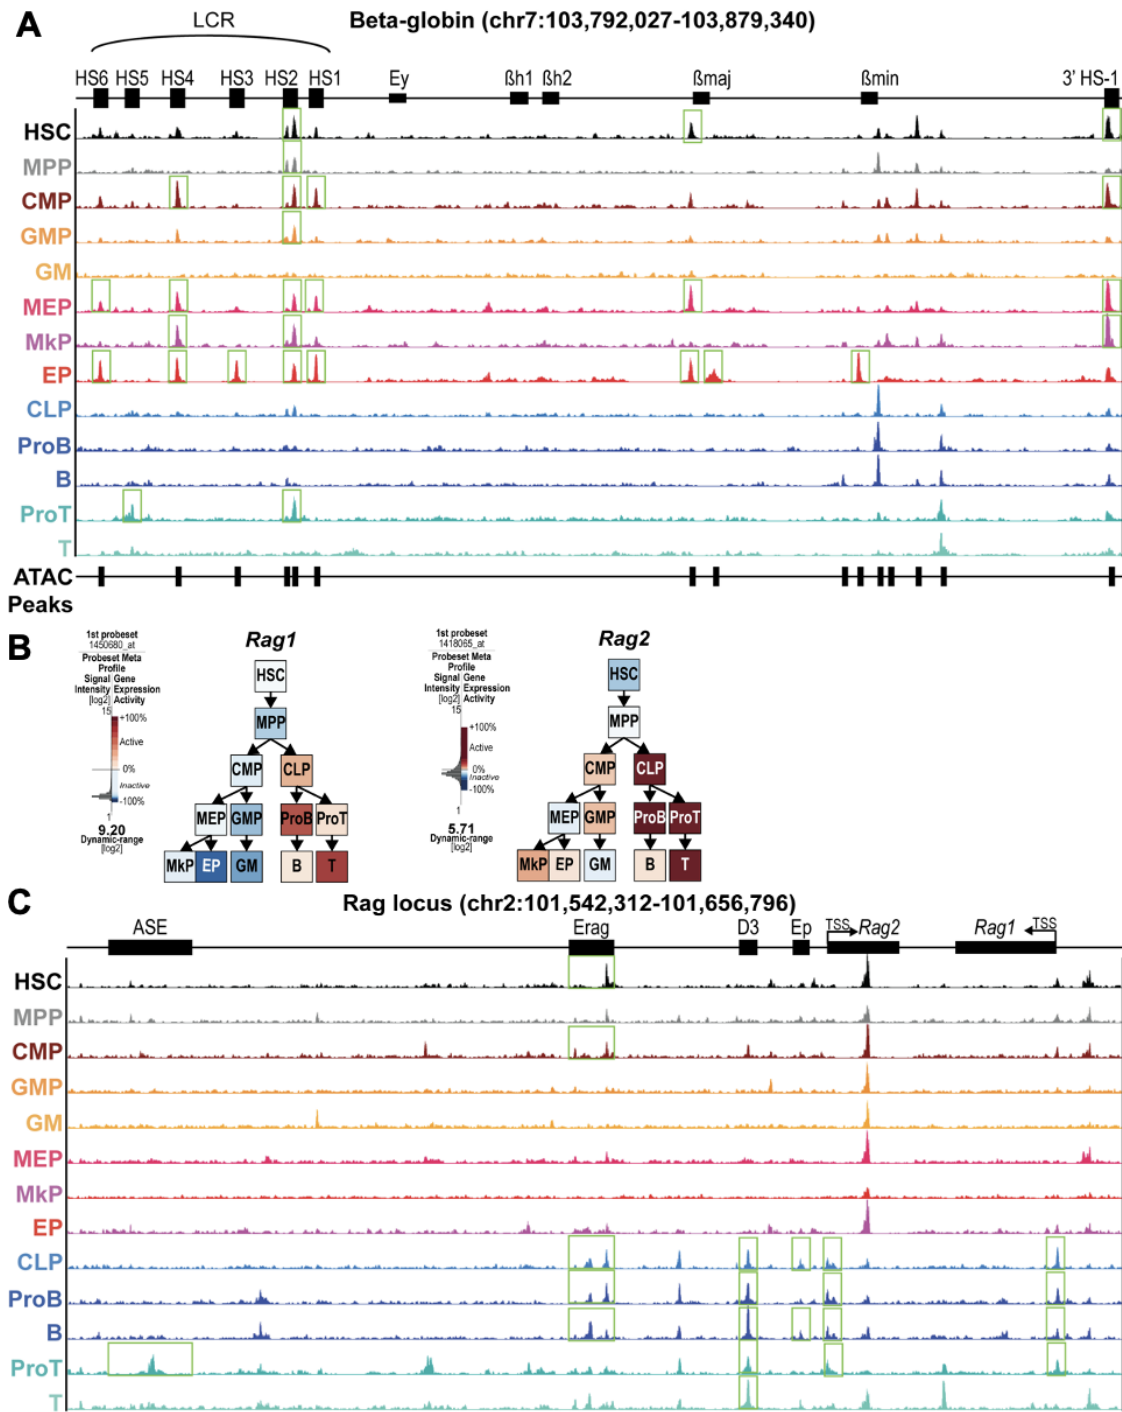 A
LCR
Beta-globin (chr7:103,792,027-103,879,340)
HS6 HS5 HS4 HS3 HS2 HS1 Ey ßh1 ßh2 ßmaj ßmin 3' HS-1
HSC
MPP
CMP
GMP
GM
MEP
MkP
EP
CLP
ProB
B
ProT
T
ATAC
Peaks
B
1st probeset
1450680_at
Probeset Meta
Profile
Signal Gene
Intensity Expression
[log2] Activity
15
+100%
Active
0%
Inactive
-100%
1
9.20
Dynamic-range
[log2]
Rag1
HSC
MPP
CMP CLP
MEP GMP ProB ProT
MkP EP GM B T
1st probeset
1418065_at
Probeset Meta
Profile
Signal Gene
Intensity Expression
[log2] Activity
15
+100%
Active
0%
Inactive
-100%
1
5.71
Dynamic-range
[log2]
Rag2
HSC
MPP
CMP CLP
MEP GMP ProB ProT
MkP EP GM B T
C
Rag locus (chr2:101,542,312-101,656,796)
ASE Erag D3 Ep TSS Rag2 Rag1 TSS
HSC
MPP
CMP
GMP
GM
MEP
MkP
EP
CLP
ProB
B
ProT
T